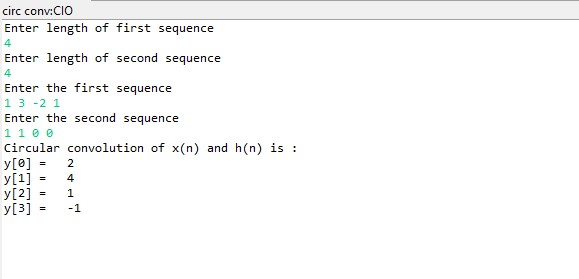 circ conv:CIO
Enter length of first sequence
4
Enter length of second sequence
4
Enter the first sequence
1 3 -2 1
Enter the second sequence
1 1 0 0
Circular convolution of x(n) and h(n) is :
y[0] =   2
y[1] =   4
y[2] =   1
y[3] =   -1